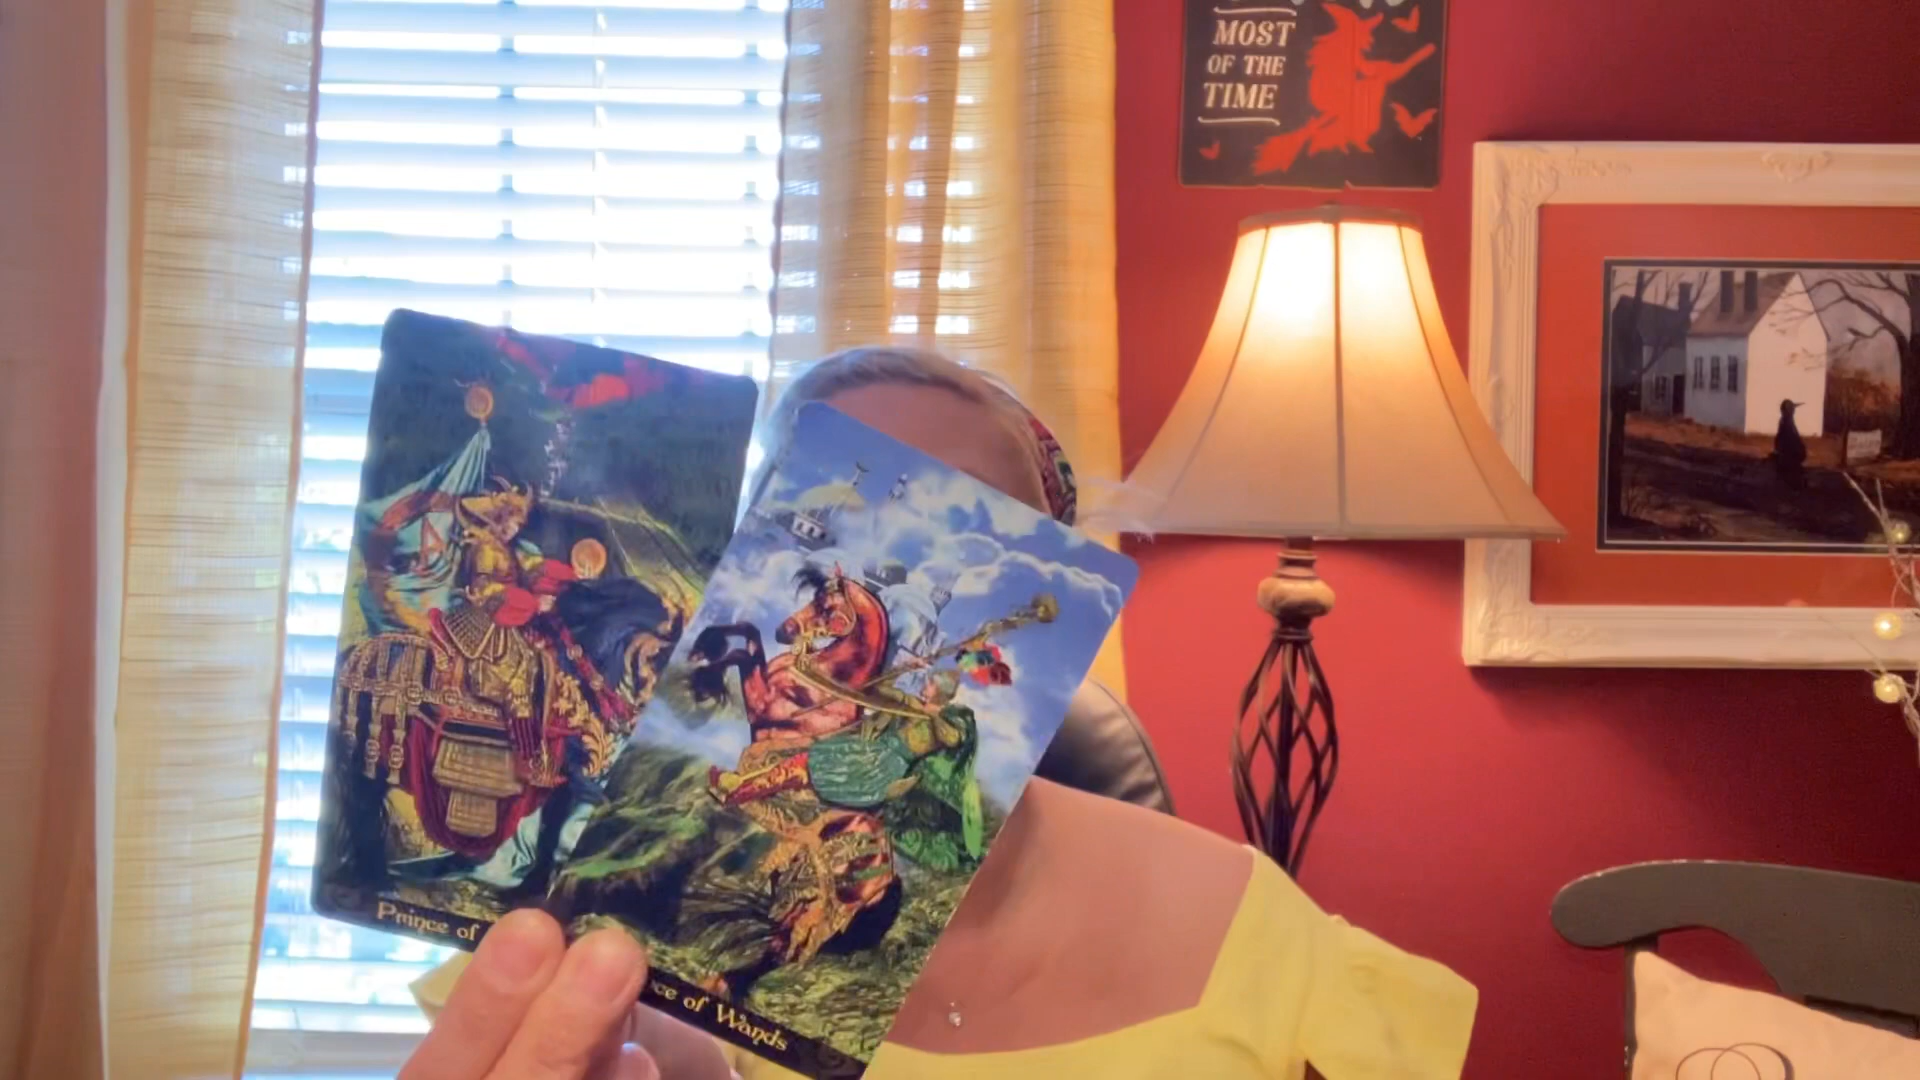 MOST
OF THE
TIME
Prince of
ce of Wands